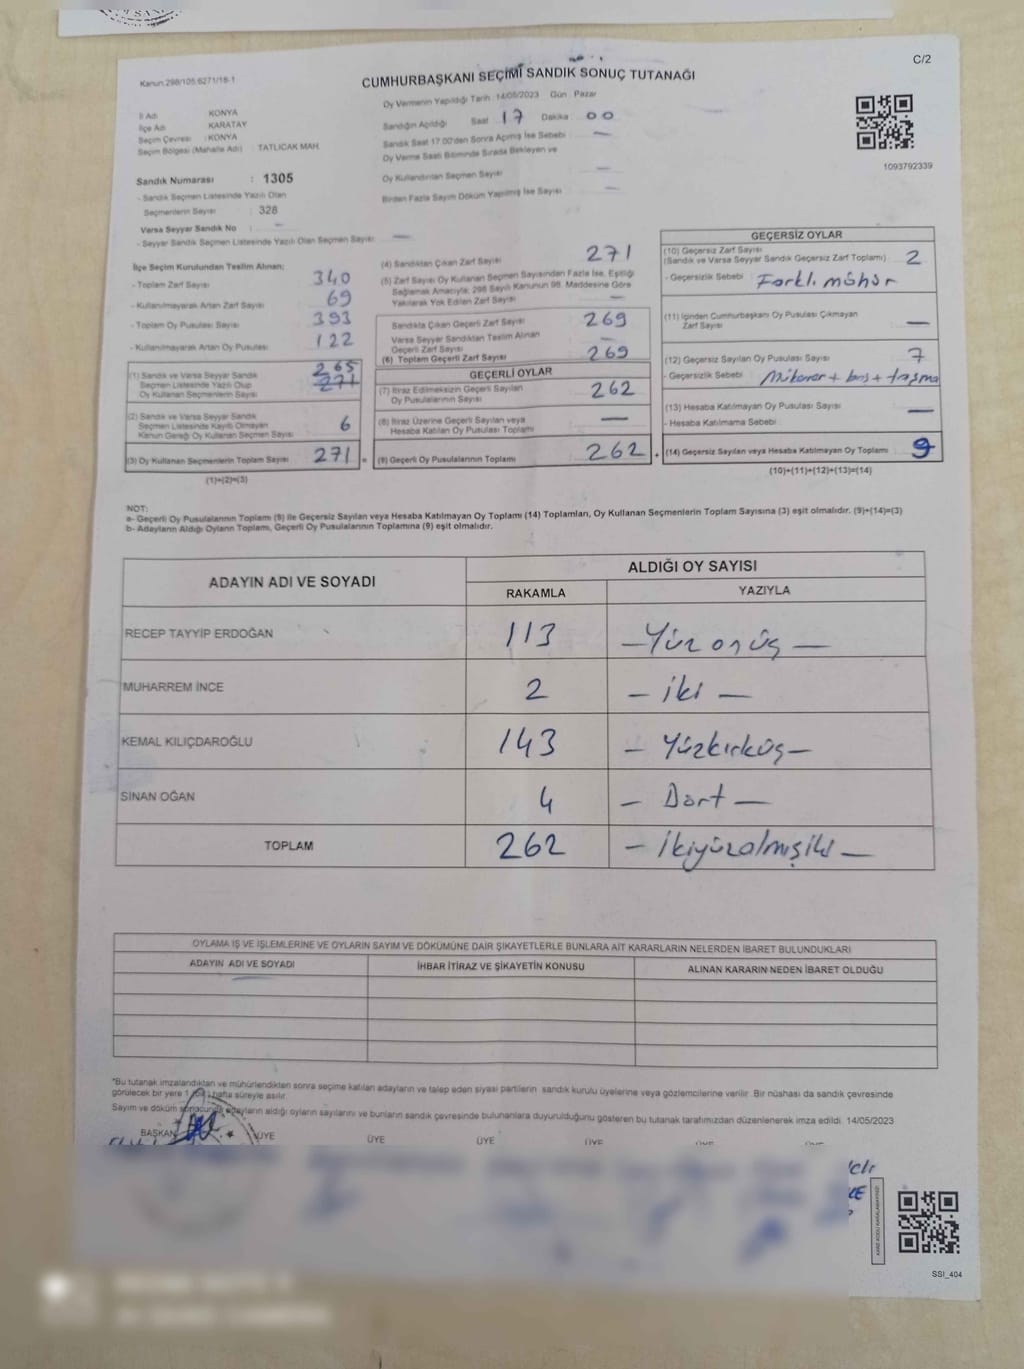 C/2
Kanun:298/105,6271/18-1
CUMHURBAŞKANI SEÇİMİ SANDIK SONUÇ TUTANAĞI
Oy Vermenin Yapıldığı Tarih : 14/05/2023 Gün : Pazar
İl Adı : KONYA
İlçe Adı : KARATAY
Seçim Çevresi : KONYA
Seçim Bölgesi (Mahalle Adı) : TATLICAK MAH.
Sandığın Açıldığı Saat 17 Dakika 00
Sandık Saat 17.00'den Sonra Açılmış İse Sebebi —
Oy Verme Saati Bitiminde Sırada Bekleyen ve
Oy Kullandırılan Seçmen Sayısı —
Birden Fazla Sayım Döküm Yapılmış İse Sayısı —
1093792339
Sandık Numarası : 1305
- Sandık Seçmen Listesinde Yazılı Olan
Seçmenlerin Sayısı : 328
Varsa Seyyar Sandık No : —
- Seyyar Sandık Seçmen Listesinde Yazılı Olan Seçmen Sayısı: —
İlçe Seçim Kurulundan Teslim Alınan;
- Toplam Zarf Sayısı 340
- Kullanılmayarak Artan Zarf Sayısı 69
- Toplam Oy Pusulası Sayısı 393
- Kullanılmayarak Artan Oy Pusulası 122
(1) Sandık ve Varsa Seyyar Sandık
Seçmen Listesinde Yazılı Olup
Oy Kullanan Seçmenlerin Sayısı
265
271
(2) Sandık ve Varsa Seyyar Sandık
Seçmen Listesinde Kayıtlı Olmayan
Kanun Gereği Oy Kullanan Seçmen Sayısı
6
(3) Oy Kullanan Seçmenlerin Toplam Sayısı 271 =
(1)+(2)=(3)
(4) Sandıktan Çıkan Zarf Sayısı 271
(5) Zarf Sayısı Oy Kullanan Seçmen Sayısından Fazla İse, Eşitliği
Sağlamak Amacıyla; 298 Sayılı Kanunun 98. Maddesine Göre
Yakılarak Yok Edilen Zarf Sayısı —
Sandıkta Çıkan Geçerli Zarf Sayısı 269
Varsa Seyyar Sandıktan Teslim Alınan
Geçerli Zarf Sayısı —
(6) Toplam Geçerli Zarf Sayısı 269
GEÇERLİ OYLAR
(7) İtiraz Edilmeksizin Geçerli Sayılan
Oy Pusulalarının Sayısı 262
(8) İtiraz Üzerine Geçerli Sayılan veya
Hesaba Katılan Oy Pusulası Toplamı —
(9) Geçerli Oy Pusulalarının Toplamı 262 +
GEÇERSİZ OYLAR
(10) Geçersiz Zarf Sayısı
(Sandık ve Varsa Seyyar Sandık Geçersiz Zarf Toplamı) 2
- Geçersizlik Sebebi : Farklı mühür
(11) İçinden Cumhurbaşkanı Oy Pusulası Çıkmayan
Zarf Sayısı —
(12) Geçersiz Sayılan Oy Pusulası Sayısı 7
- Geçersizlik Sebebi : + boş + taşma
(13) Hesaba Katılmayan Oy Pusulası Sayısı —
- Hesaba Katılmama Sebebi :
(14) Geçersiz Sayılan veya Hesaba Katılmayan Oy Toplamı 9
(10)+(11)+(12)+(13)=(14)
NOT:
a- Geçerli Oy Pusulalarının Toplamı (9) ile Geçersiz Sayılan veya Hesaba Katılmayan Oy Toplamı (14) Toplamları, Oy Kullanan Seçmenlerin Toplam Sayısına (3) eşit olmalıdır. (9)+(14)=(3)
b- Adayların Aldığı Oyların Toplamı, Geçerli Oy Pusulalarının Toplamına (9) eşit olmalıdır.
ADAYIN ADI VE SOYADI
ALDIĞI OY SAYISI
RAKAMLA YAZIYLA
RECEP TAYYİP ERDOĞAN 113 — Yüzonüç —
MUHARREM İNCE 2 — iki —
KEMAL KILIÇDAROĞLU 143 — Yüzkırküç —
SİNAN OĞAN 4 — Dört —
TOPLAM 262 — İkiyüzaltmışiki —
OYLAMA İŞ VE İŞLEMLERİNE VE OYLARIN SAYIM VE DÖKÜMÜNE DAİR ŞİKAYETLERLE BUNLARA AİT KARARLARIN NELERDEN İBARET BULUNDUKLARI
ADAYIN ADI VE SOYADI İHBAR İTİRAZ VE ŞİKAYETİN KONUSU ALINAN KARARIN NEDEN İBARET OLDUĞU
*Bu tutanak imzalandıktan ve mühürlendikten sonra seçime katılan adayların ve talep eden siyasi partilerin sandık kurulu üyelerine veya gözlemcilerine verilir. Bir nüshası da sandık çevresinde
görülecek bir yere 1 hafta süreyle asılır.
Sayım ve döküm sonucunda adayların aldığı oyların sayılarını ve bunların sandık çevresinde bulunanlara duyurulduğunu gösteren bu tutanak tarafımızdan düzenlenerek imza edildi. 14/05/2023
BAŞKAN ÜYE ÜYE ÜYE ÜYE
SSI_404